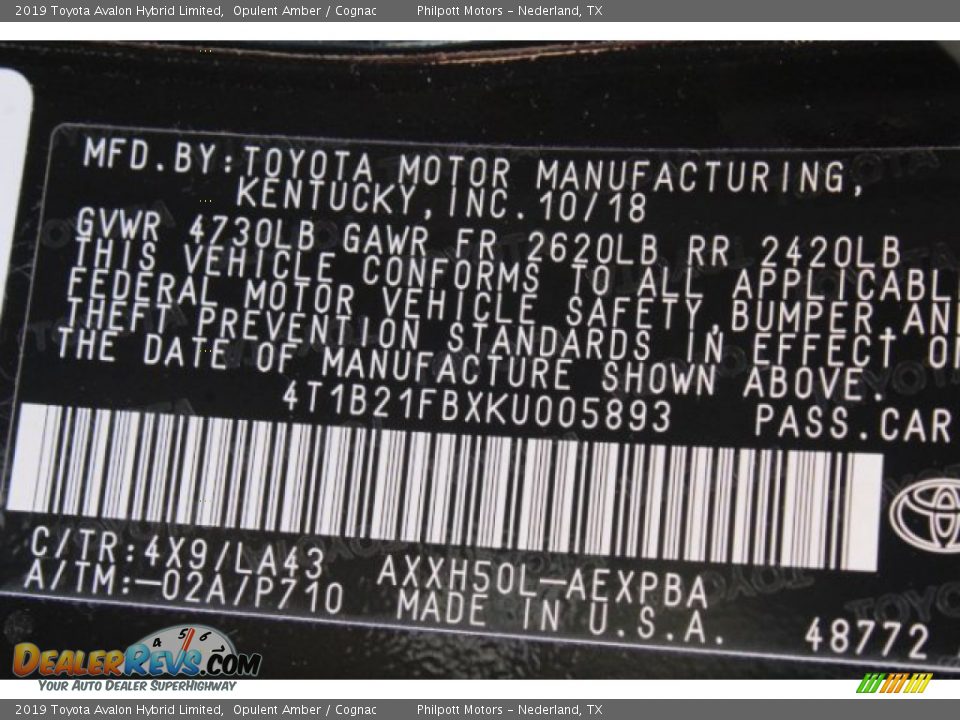 2019 Toyota Avalon Hybrid Limited, Opulent Amber / Cognac Philpott Motors - Nederland, TX
MFD.BY:TOYOTA MOTOR MANUFACTURING,
KENTUCKY,INC.10/18
GVWR 4730LB GAWR FR 2620LB RR 2420LB
THIS VEHICLE CONFORMS TO ALL APPLICABL
FEDERAL MOTOR VEHICLE SAFETY,BUMPER,AN
THEFT PREVENTION STANDARDS IN EFFECT O
THE DATE OF MANUFACTURE SHOWN ABOVE.
4T1B21FBXKU005893 PASS.CAR
C/TR:4X9/LA43 AXXH50L-AEXPBA
A/TM:-02A/P710 MADE IN U.S.A.
48772
4 5 6
DEALERREVS.COM
YOUR AUTO DEALER SUPERHIGHWAY
2019 Toyota Avalon Hybrid Limited, Opulent Amber / Cognac Philpott Motors - Nederland, TX